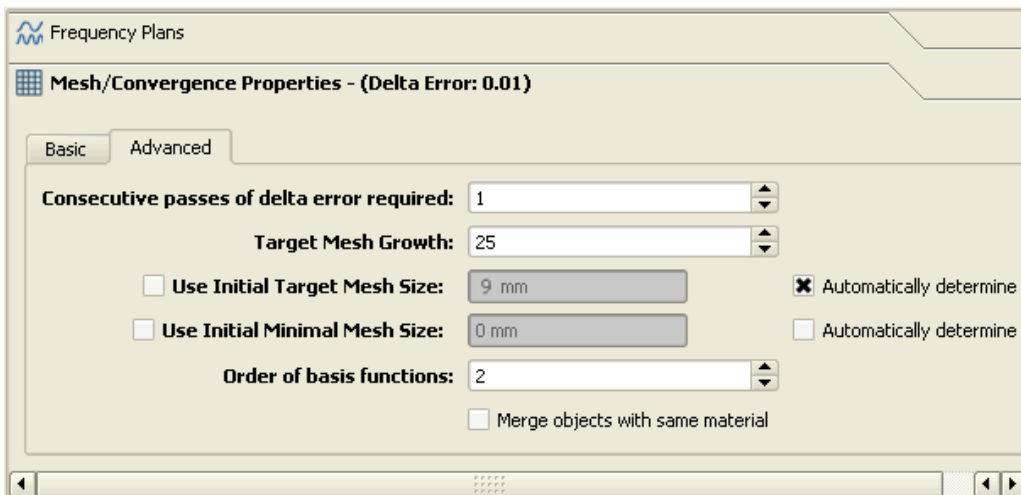 Frequency Plans
Mesh/Convergence Properties - (Delta Error: 0.01)
Basic Advanced
Consecutive passes of delta error required: 1
Target Mesh Growth: 25
Use Initial Target Mesh Size: 9 mm Automatically determine
Use Initial Minimal Mesh Size: 0 mm Automatically determine
Order of basis functions: 2
Merge objects with same material